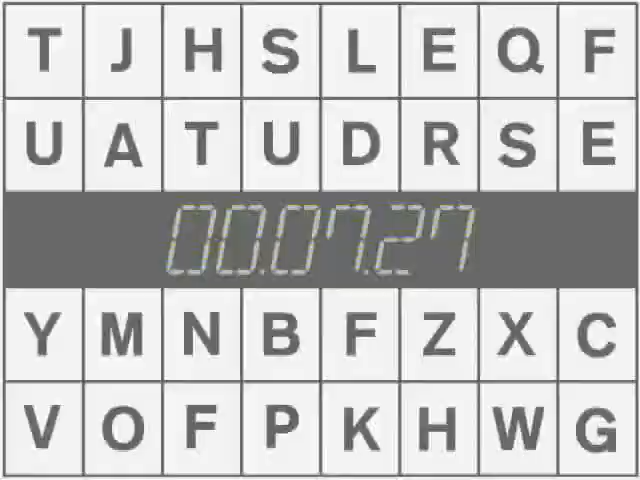 T J H S L E Q F
U A T U D R S E
00.07.27
Y M N B F Z X C
V O F P K H W G